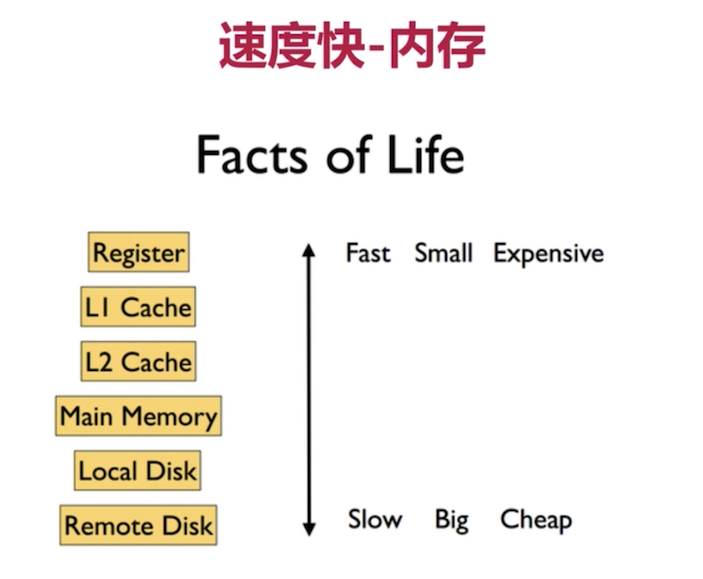 速度快-内存
Facts of Life
Register
Fast Small Expensive
L1 Cache
L2 Cache
Main Memory
Local Disk
Remote Disk
Slow Big Cheap